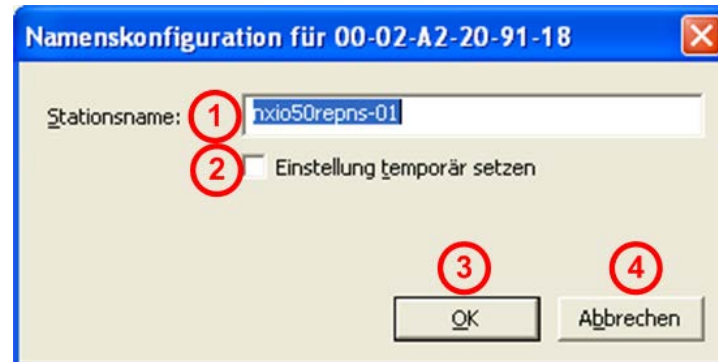 Namenskonfiguration für 00-02-A2-20-91-18
Stationsname: 1 nxio50repns-01
2 Einstellung temporär setzen
3 4
OK Abbrechen